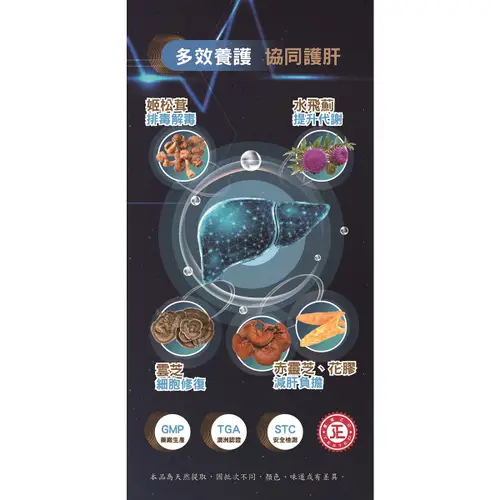 多效養護 協同護肝
姬松茸
排毒解毒
水飛薊
提升代謝
雲芝
細胞修復
赤靈芝、花膠
減肝負擔
GMP
藥廠生產
TGA
澳洲認證
STC
安全檢測
正
本品為天然提取，因批次不同，顏色、味道或有差異。